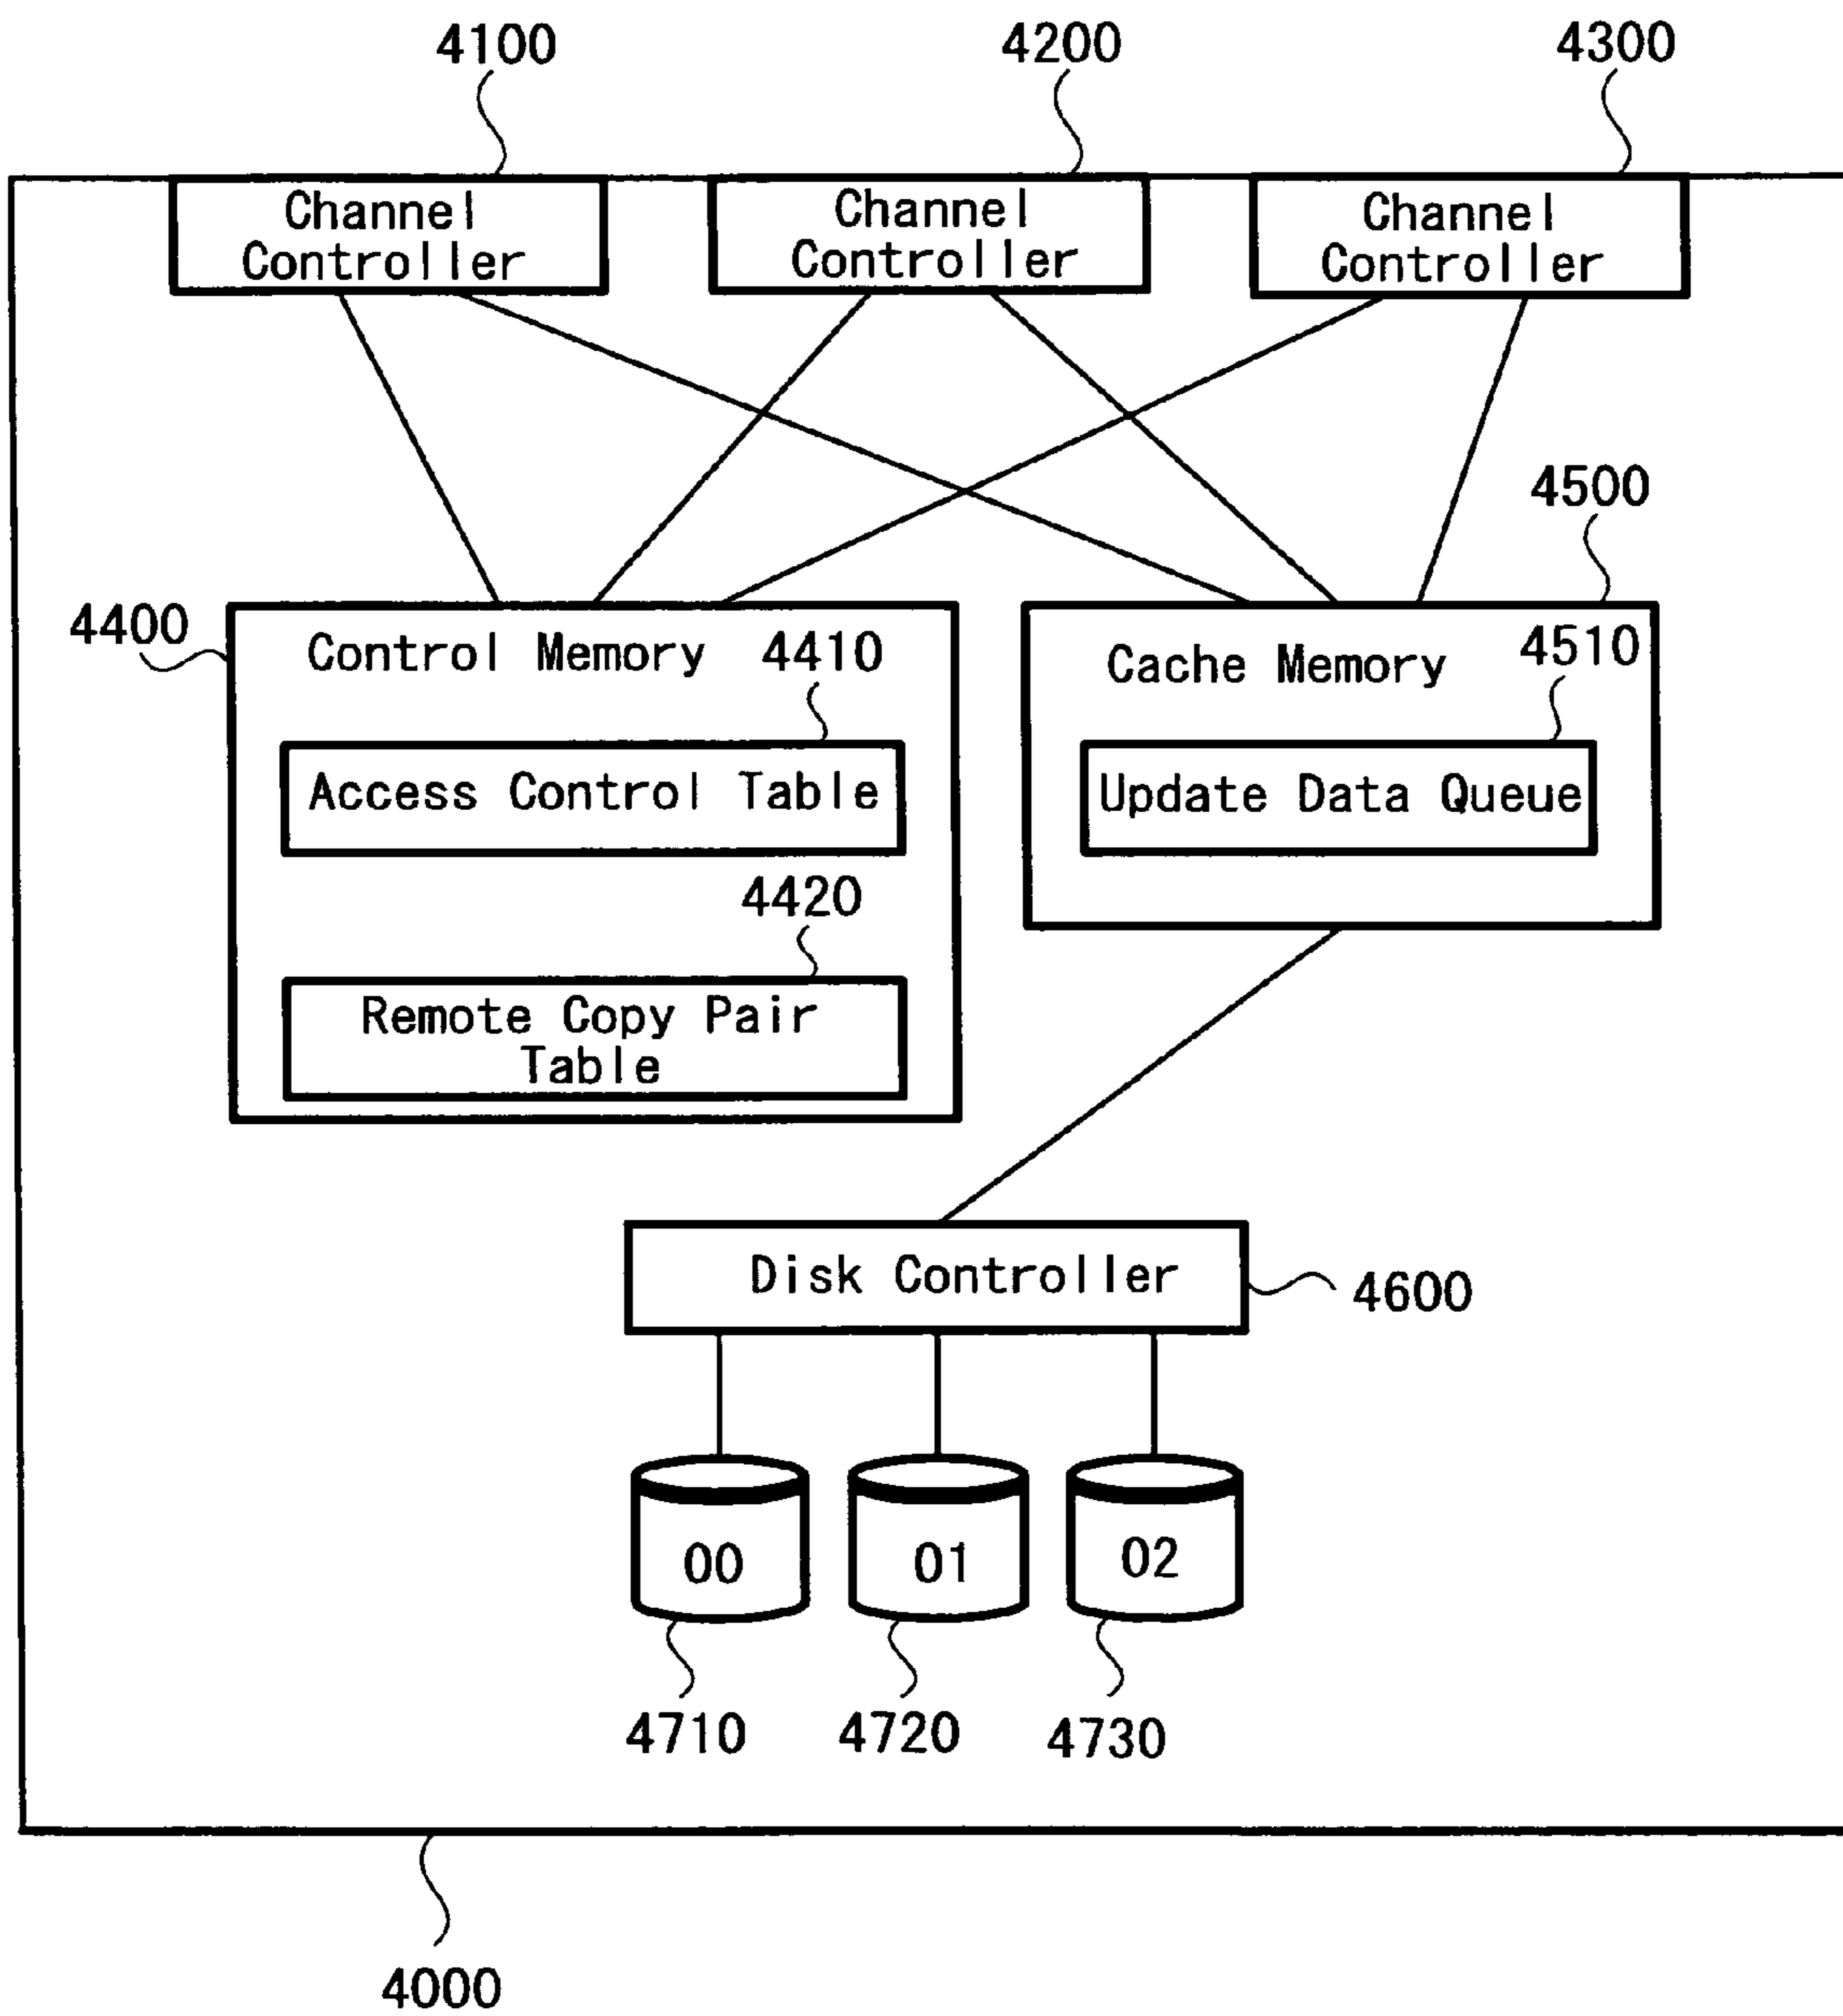 4100
4200
4300
Channel
Controller
Channel
Controller
Channel
Controller
4500
4400
Control Memory
4410
Cache Memory
4510
Access Control Table
Update Data Queue
4420
Remote Copy Pair
Table
Disk Controller
4600
00
01
02
4710
4720
4730
4000